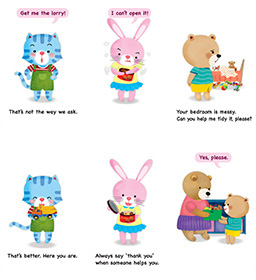 Get me the lorry!
I can't open it!
That's not the way we ask.
Your bedroom is messy.
Can you help me tidy it, please?
Yes, please.
That's better. Here you are.
Always say "thank you"
when someone helps you.